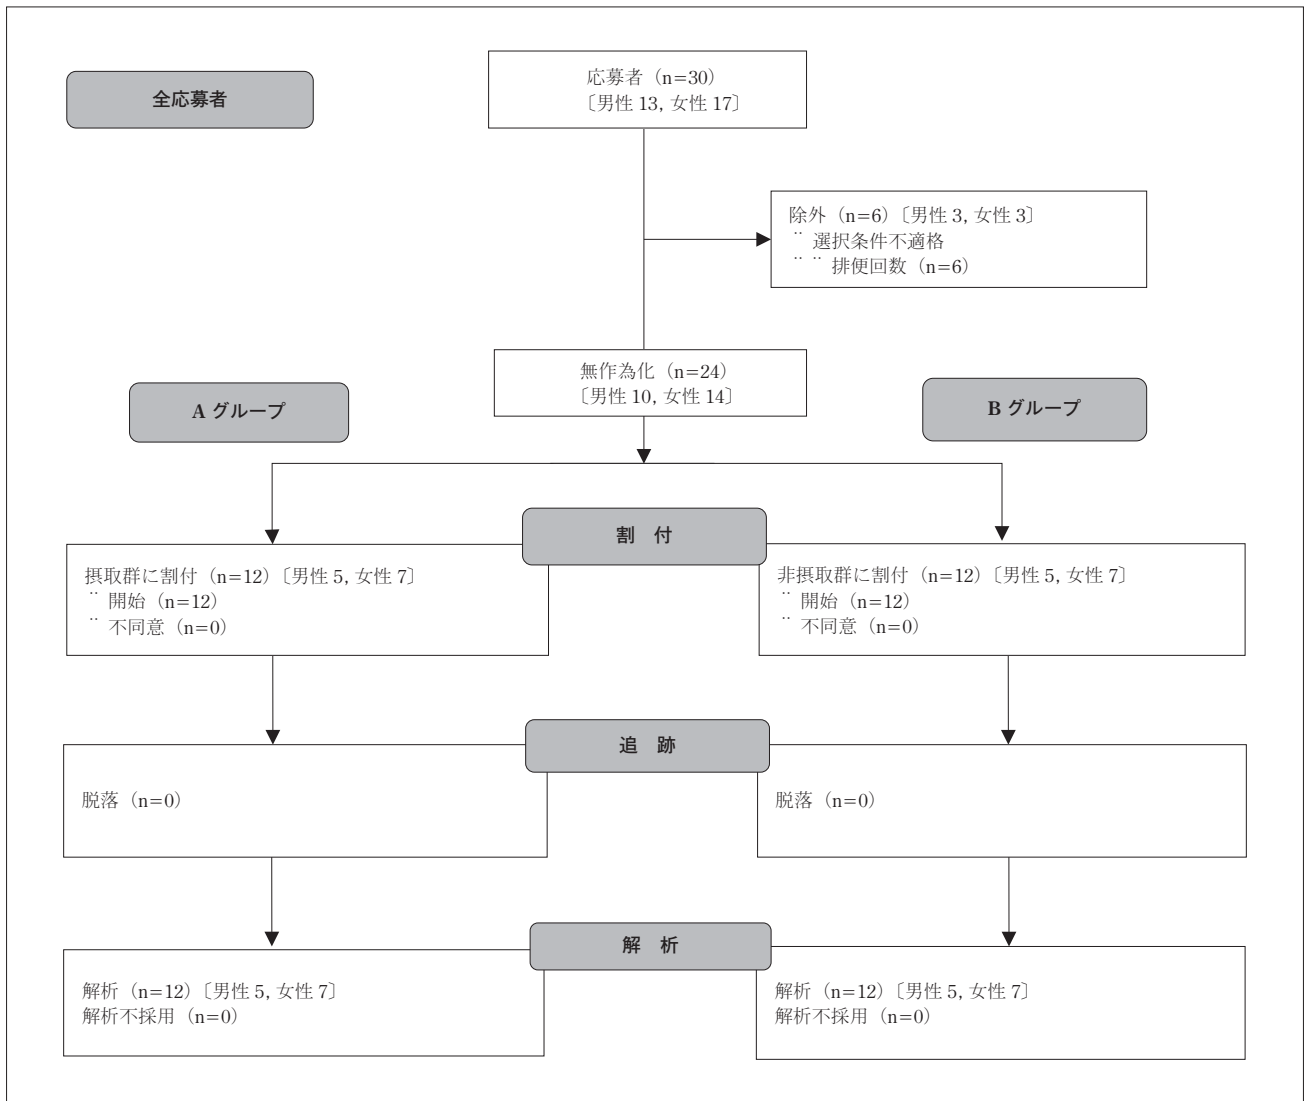 全応募者
応募者（n=30）
〔男性 13, 女性 17〕
除外（n=6）〔男性 3, 女性 3〕
¨ 選択条件不適格
¨ ¨ 排便回数（n=6）
無作為化（n=24）
〔男性 10, 女性 14〕
A グループ
B グループ
割　付
摂取群に割付（n=12）〔男性 5, 女性 7〕
¨ 開始（n=12）
¨ 不同意（n=0）
非摂取群に割付（n=12）〔男性 5, 女性 7〕
¨ 開始（n=12）
¨ 不同意（n=0）
追　跡
脱落（n=0）
脱落（n=0）
解　析
解析（n=12）〔男性 5, 女性 7〕
解析不採用（n=0）
解析（n=12）〔男性 5, 女性 7〕
解析不採用（n=0）